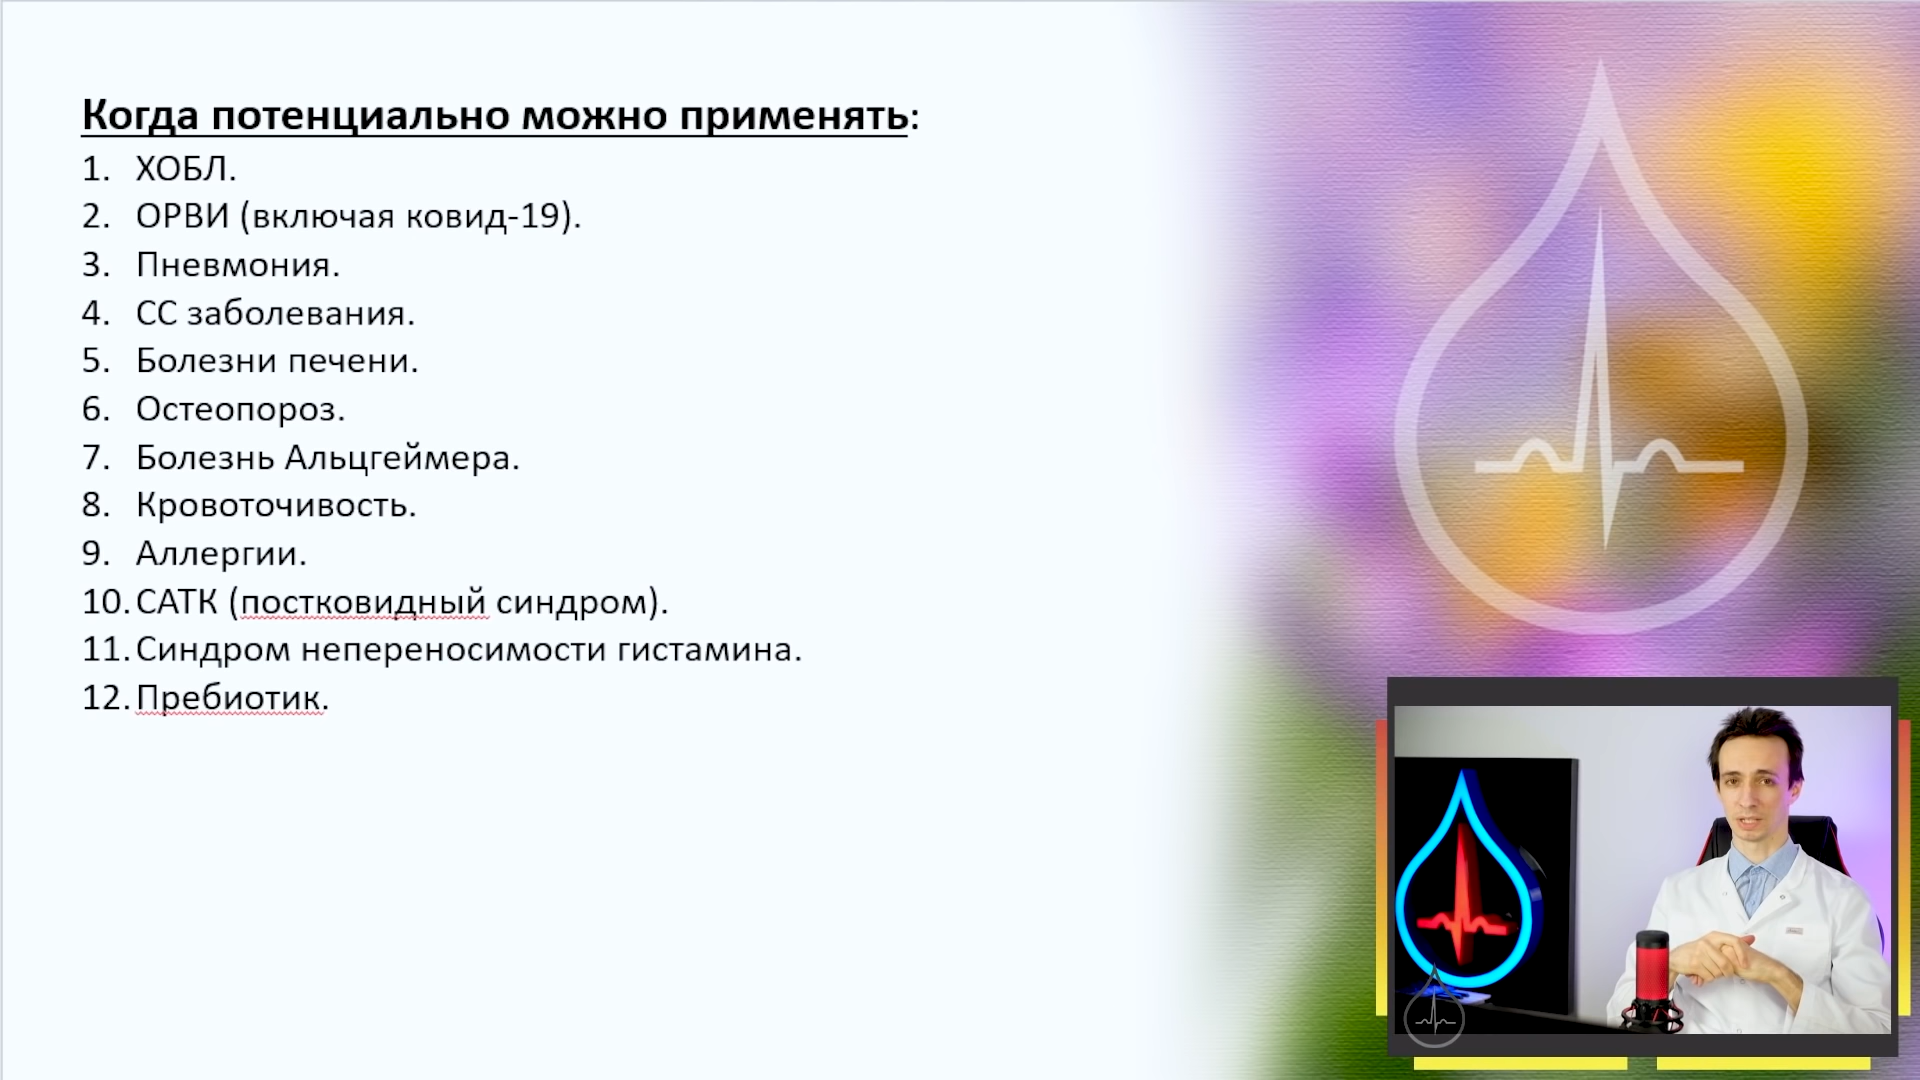 Когда потенциально можно применять:
1. ХОБЛ.
2. ОРВИ (включая ковид-19).
3. Пневмония.
4. СС заболевания.
5. Болезни печени.
6. Остеопороз.
7. Болезнь Альцгеймера.
8. Кровоточивость.
9. Аллергии.
10. САТК (постковидный синдром).
11. Синдром непереносимости гистамина.
12. Пребиотик.